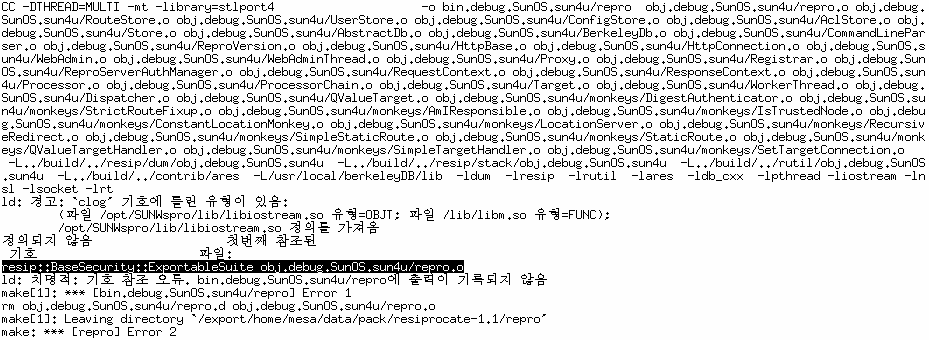 CC -DTHREAD=MULTI -mt -library=stlport4 -o bin.debug.SunOS.sun4u/repro obj.debug.SunOS.sun4u/repro.o obj.debug.
SunOS.sun4u/RouteStore.o obj.debug.SunOS.sun4u/UserStore.o obj.debug.SunOS.sun4u/ConfigStore.o obj.debug.SunOS.sun4u/AclStore.o obj.debug.
SunOS.sun4u/Store.o obj.debug.SunOS.sun4u/AbstractDb.o obj.debug.SunOS.sun4u/BerkeleyDb.o obj.debug.SunOS.sun4u/CommandLinePar
ser.o obj.debug.SunOS.sun4u/ReproVersion.o obj.debug.SunOS.sun4u/HttpBase.o obj.debug.SunOS.sun4u/HttpConnection.o obj.debug.SunOS.s
un4u/WebAdmin.o obj.debug.SunOS.sun4u/WebAdminThread.o obj.debug.SunOS.sun4u/Proxy.o obj.debug.SunOS.sun4u/Registrar.o obj.debug.Sun
OS.sun4u/ReproServerAuthManager.o obj.debug.SunOS.sun4u/RequestContext.o obj.debug.SunOS.sun4u/ResponseContext.o obj.debug.SunOS.sun
4u/Processor.o obj.debug.SunOS.sun4u/ProcessorChain.o obj.debug.SunOS.sun4u/Target.o obj.debug.SunOS.sun4u/WorkerThread.o obj.debug.
SunOS.sun4u/Dispatcher.o obj.debug.SunOS.sun4u/QValueTarget.o obj.debug.SunOS.sun4u/monkeys/DigestAuthenticator.o obj.debug.SunOS.su
n4u/monkeys/StrictRouteFixup.o obj.debug.SunOS.sun4u/monkeys/AmIResponsible.o obj.debug.SunOS.sun4u/monkeys/IsTrustedNode.o obj.debu
g.SunOS.sun4u/monkeys/ConstantLocationMonkey.o obj.debug.SunOS.sun4u/monkeys/LocationServer.o obj.debug.SunOS.sun4u/monkeys/Recursiv
eRedirect.o obj.debug.SunOS.sun4u/monkeys/SimpleStaticRoute.o obj.debug.SunOS.sun4u/monkeys/StaticRoute.o obj.debug.SunOS.sun4u/monk
eys/QValueTargetHandler.o obj.debug.SunOS.sun4u/monkeys/SimpleTargetHandler.o obj.debug.SunOS.sun4u/monkeys/SetTargetConnection.o
-L../build/../resip/dum/obj.debug.SunOS.sun4u -L../build/../resip/stack/obj.debug.SunOS.sun4u -L../build/../rutil/obj.debug.SunOS
.sun4u -L../build/../contrib/ares -L/usr/local/berkeleyDB/lib -ldum -lresip -lrutil -lares -ldb_cxx -lpthread -liostream -ln
sl -lsocket -lrt
ld: 경고: `clog' 기호에 틀린 유형이 있음:
(파일 /opt/SUNWspro/lib/libiostream.so 유형=OBJT; 파일 /lib/libm.so 유형=FUNC);
/opt/SUNWspro/lib/libiostream.so 정의를 가져옴
정의되지 않음 첫번째 참조된
기호 파일:
resip::BaseSecurity::ExportableSuite obj.debug.SunOS.sun4u/repro.o
ld: 치명적: 기호 참조 오류. bin.debug.SunOS.sun4u/repro에 출력이 기록되지 않음
make[1]: *** [bin.debug.SunOS.sun4u/repro] Error 1
rm obj.debug.SunOS.sun4u/repro.d obj.debug.SunOS.sun4u/repro.o
make[1]: Leaving directory `/export/home/mesa/data/pack/resiprocate-1.1/repro'
make: *** [repro] Error 2